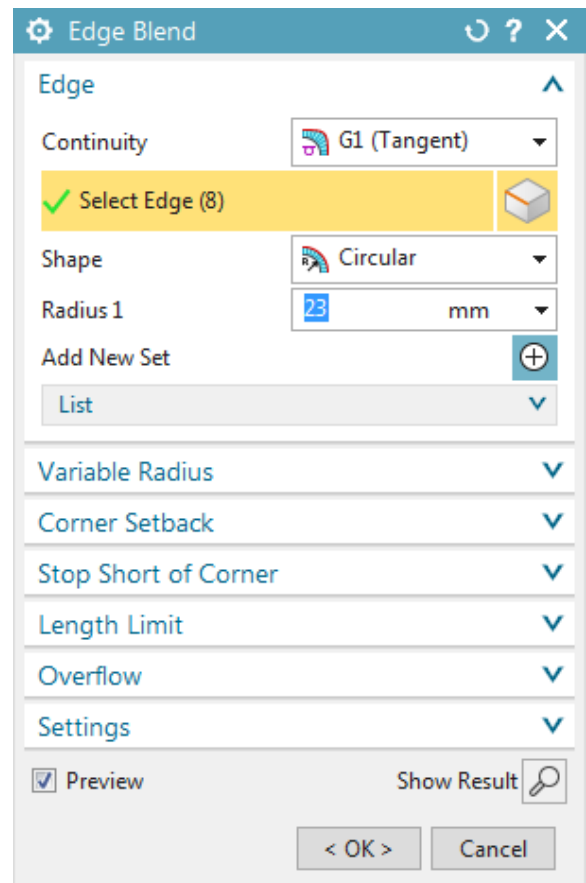 Edge Blend ?
Edge
Continuity G1 (Tangent)
Select Edge (8)
Shape Circular
Radius 1 23 mm
Add New Set
List
Variable Radius
Corner Setback
Stop Short of Corner
Length Limit
Overflow
Settings
Preview Show Result
< OK > Cancel